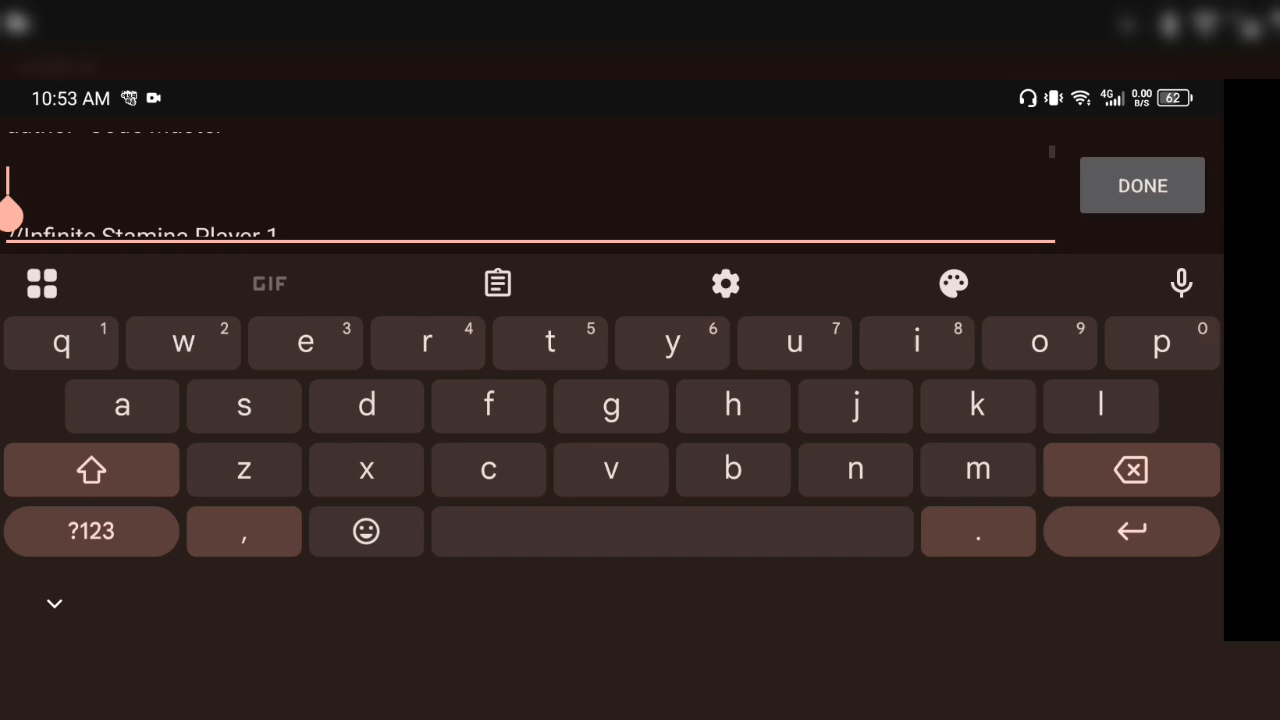 10:53 AM
4G 0.00 B/S 62
DONE
//Infinite Stamina Player 1
GIF
q 1 w 2 e 3 r 4 t 5 y 6 u 7 i 8 o 9 p 0
a s d f g h j k l
z x c v b n m
?123 , .